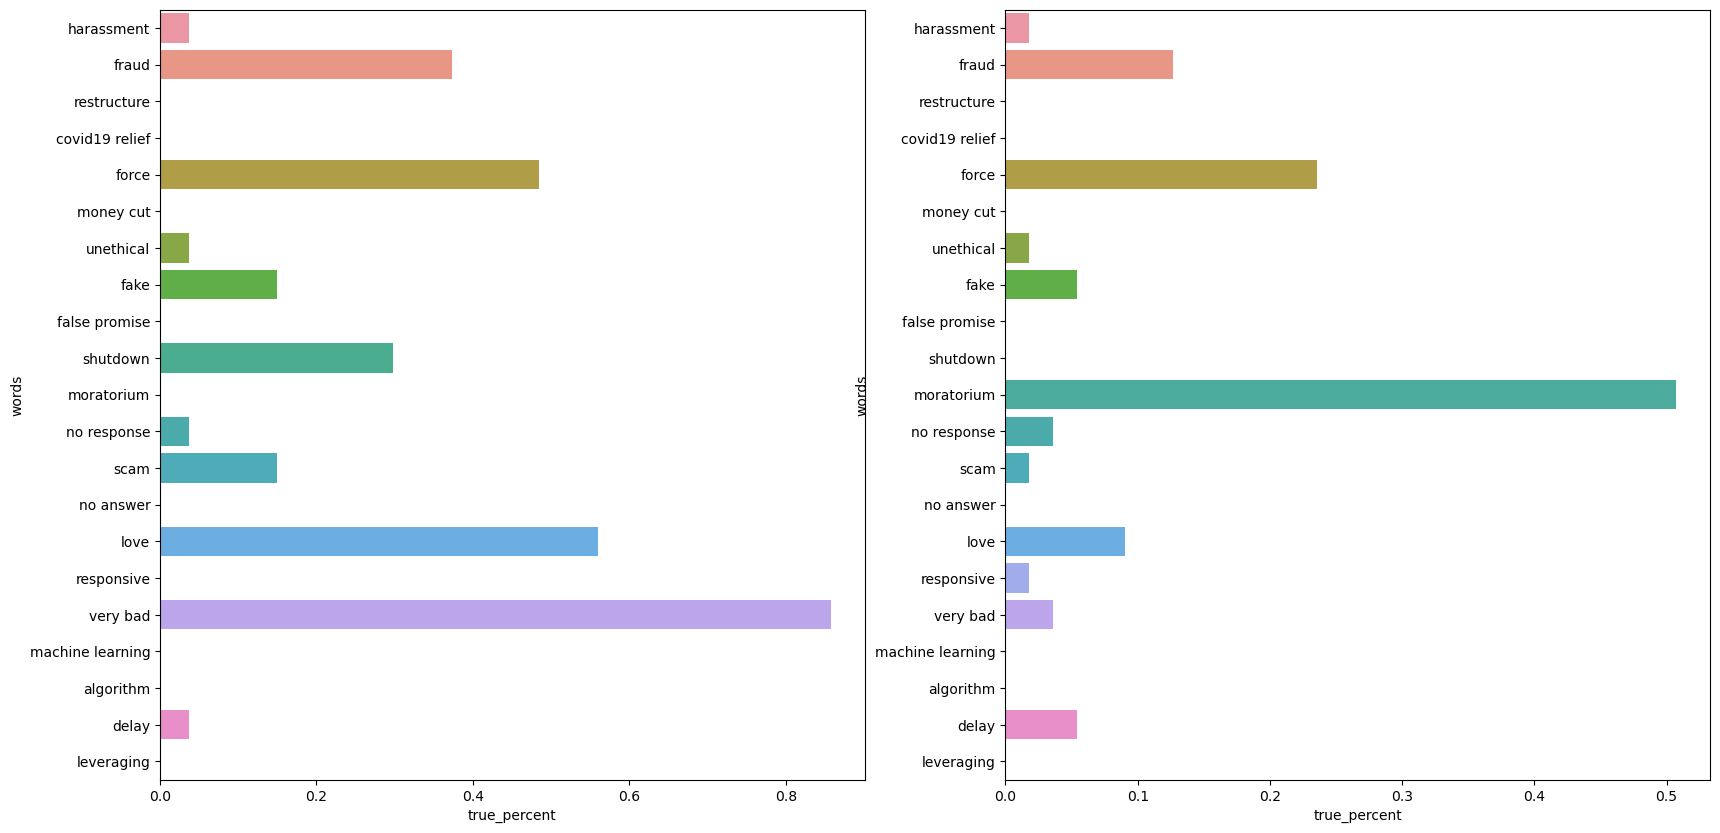 harassment
fraud
restructure
covid19 relief
force
money cut
unethical
fake
false promise
shutdown
moratorium
no response
scam
no answer
love
responsive
very bad
machine learning
algorithm
delay
leveraging
words
0.0 0.2 0.4 0.6 0.8
true_percent
harassment
fraud
restructure
covid19 relief
force
money cut
unethical
fake
false promise
shutdown
moratorium
no response
scam
no answer
love
responsive
very bad
machine learning
algorithm
delay
leveraging
words
0.0 0.1 0.2 0.3 0.4 0.5
true_percent